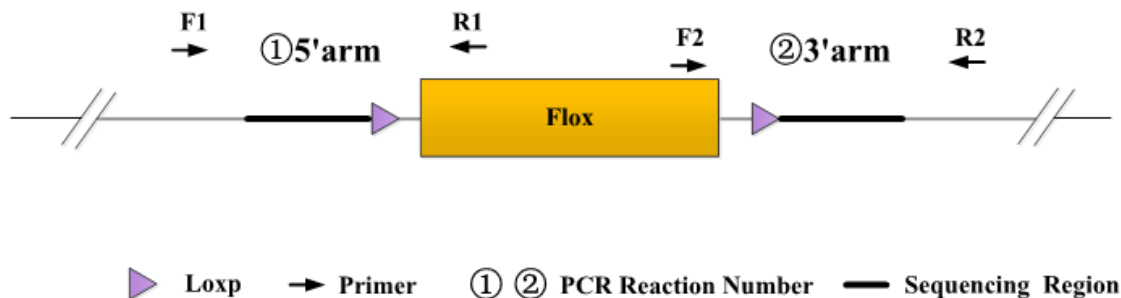 F1 ①5'arm R1 F2 ②3'arm R2
Flox
Loxp Primer ① ② PCR Reaction Number Sequencing Region